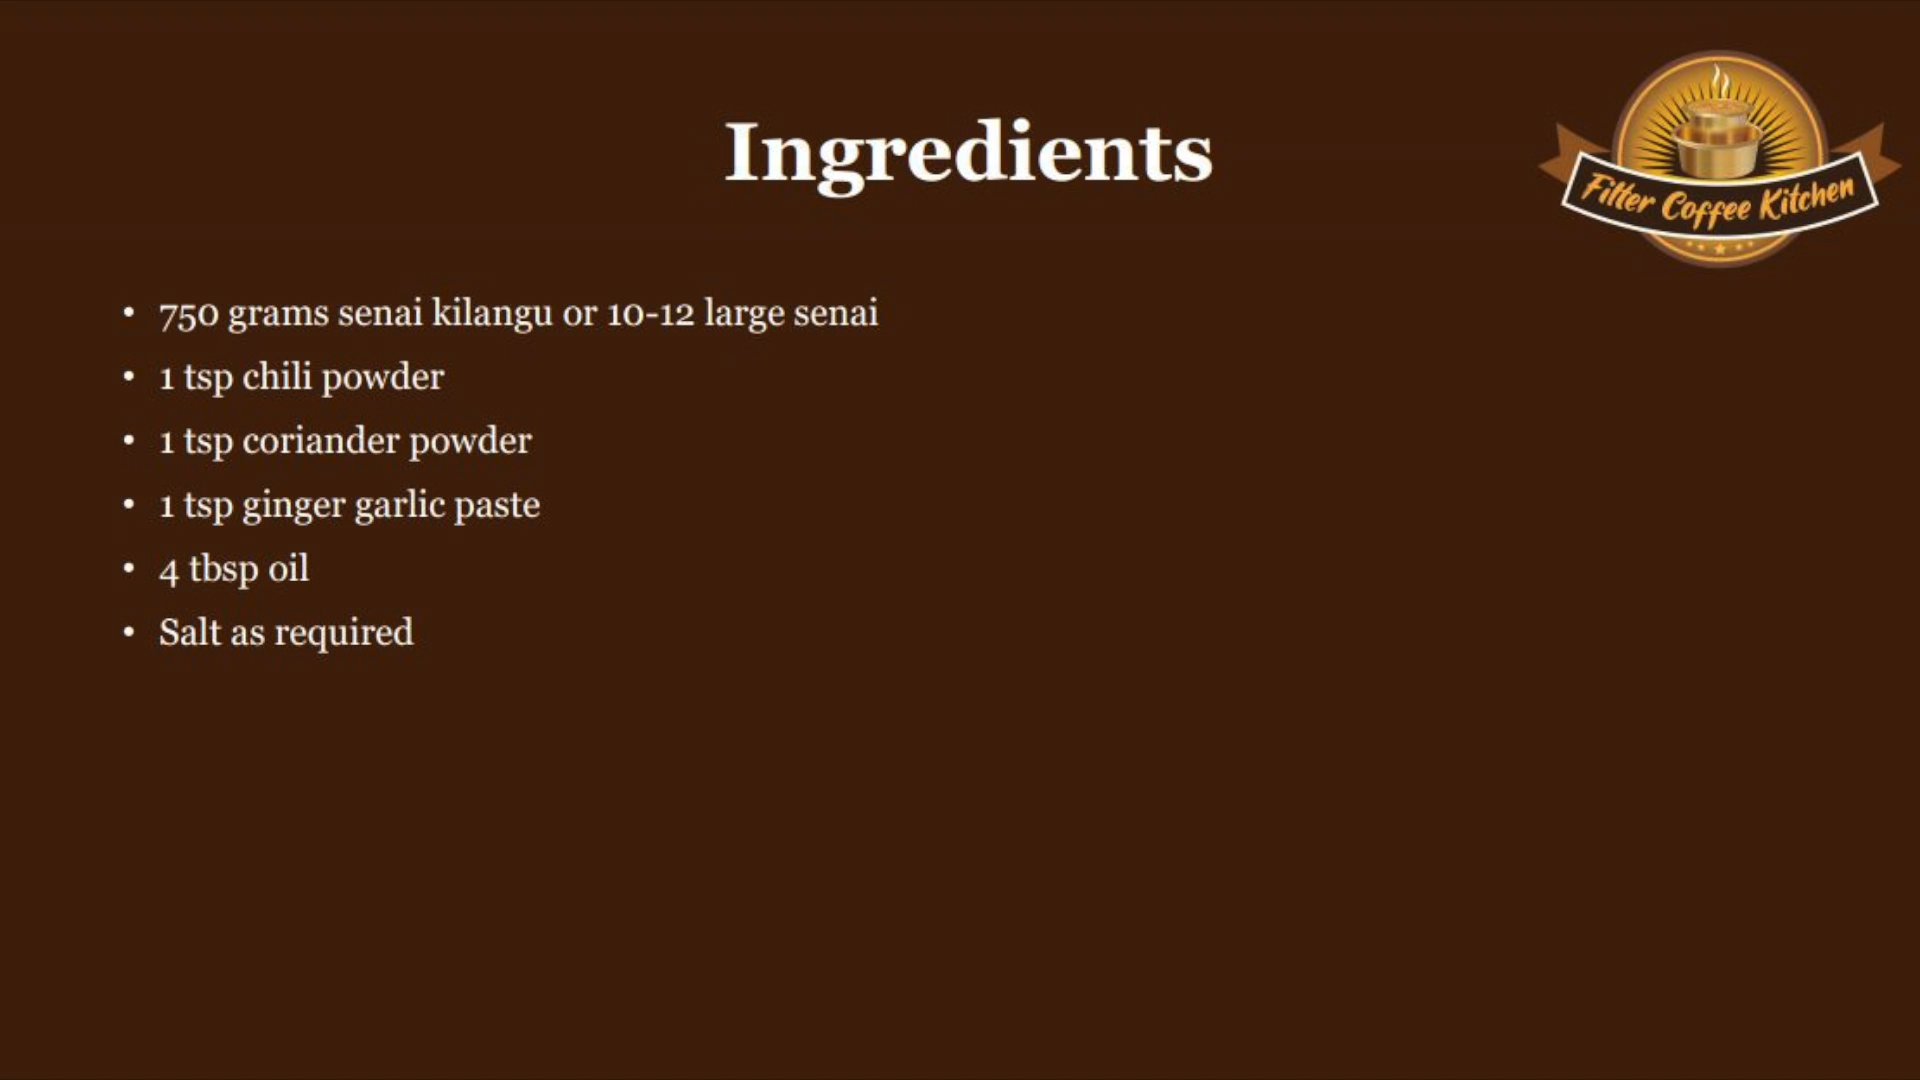 Ingredients
Filter Coffee Kitchen
• 750 grams senai kilangu or 10-12 large senai
• 1 tsp chili powder
• 1 tsp coriander powder
• 1 tsp ginger garlic paste
• 4 tbsp oil
• Salt as required